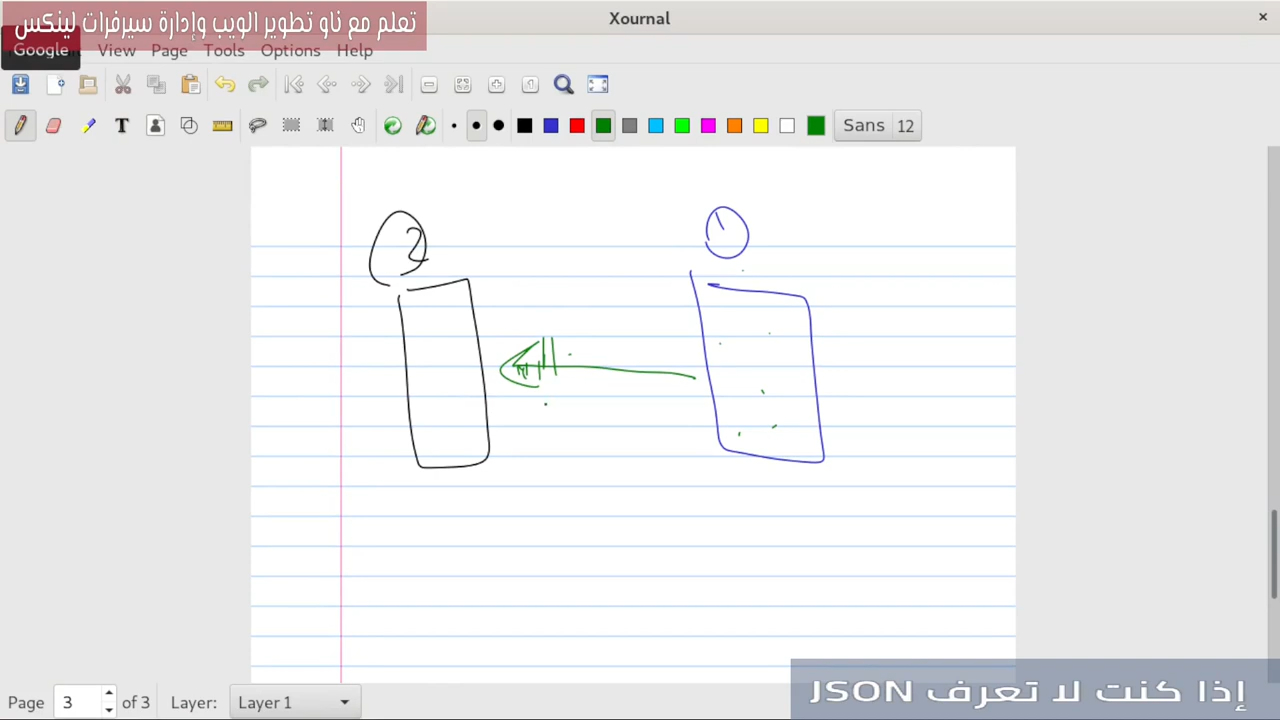 تعلم مع ناو تطوير الويب وإدارة سيرفرات لينكس
Xournal
Google
View Page Tools Options Help
Sans 12
2
1
Page 3 of 3 Layer: Layer 1
إذا كنت لا تعرف JSON